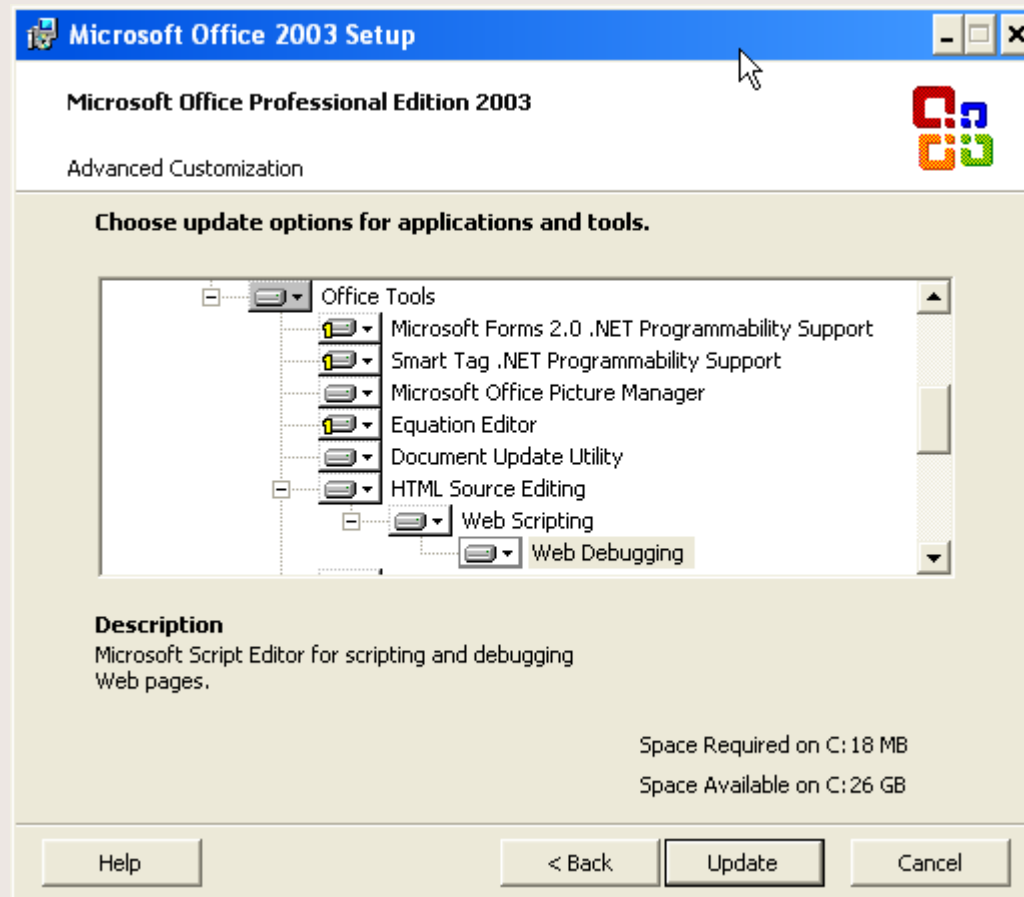 Microsoft Office 2003 Setup
Microsoft Office Professional Edition 2003
Advanced Customization
Choose update options for applications and tools.
Office Tools
Microsoft Forms 2.0 .NET Programmability Support
Smart Tag .NET Programmability Support
Microsoft Office Picture Manager
Equation Editor
Document Update Utility
HTML Source Editing
Web Scripting
Web Debugging
Description
Microsoft Script Editor for scripting and debugging
Web pages.
Space Required on C: 18 MB
Space Available on C: 26 GB
Help
< Back
Update
Cancel